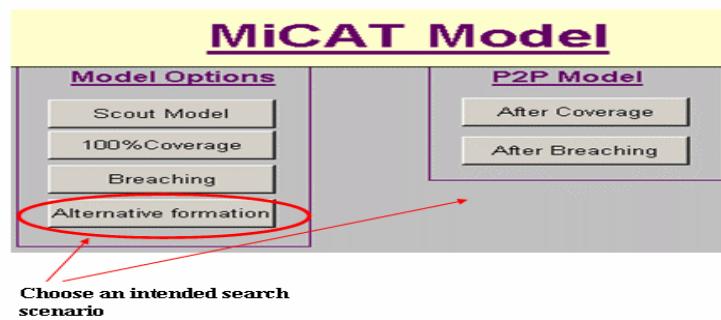 MiCAT Model
Model Options
Scout Model
100%Coverage
Breaching
Alternative formation
P2P Model
After Coverage
After Breaching
Choose an intended search
scenario